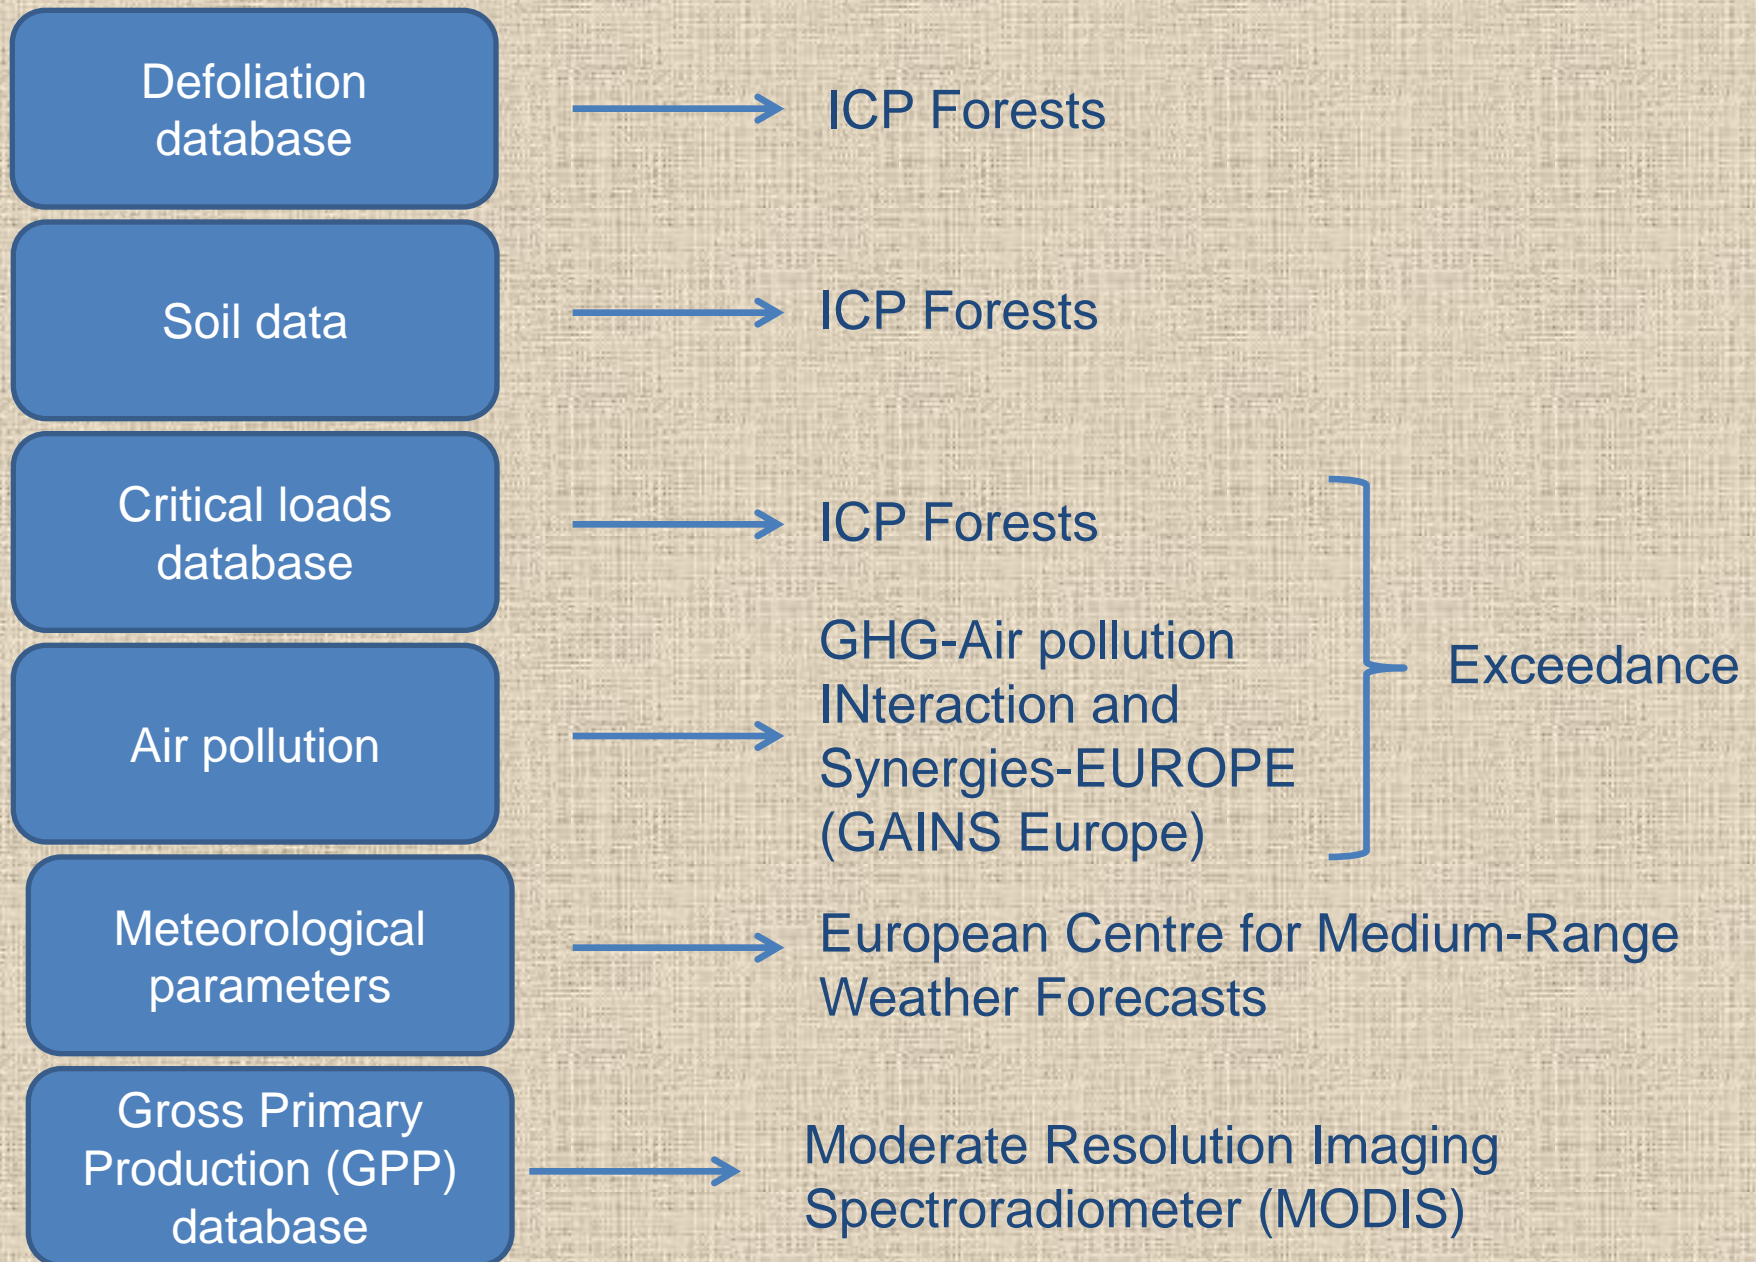 Defoliation
database
ICP Forests
Soil data
ICP Forests
Critical loads
database
ICP Forests
Air pollution
GHG-Air pollution
INteraction and
Synergies-EUROPE
(GAINS Europe)
Exceedance
Meteorological
parameters
European Centre for Medium-Range
Weather Forecasts
Gross Primary
Production (GPP)
database
Moderate Resolution Imaging
Spectroradiometer (MODIS)